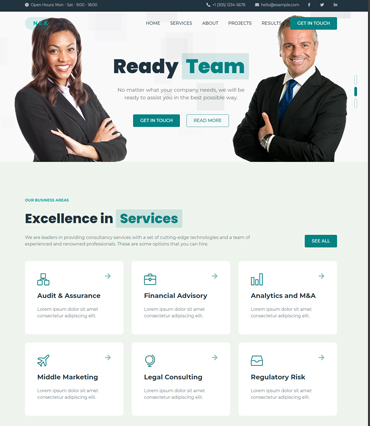 Open Hours: Mon - Sat - 9:00 - 18:00
+1 (305) 1234-5678
hello@example.com
HOME
SERVICES
ABOUT
PROJECTS
RESULTS
GET IN TOUCH
Ready Team
No matter what your company needs, we will be
ready to assist you in the best possible way.
GET IN TOUCH
READ MORE
OUR BUSINESS AREAS
Excellence in Services
We are leaders in providing consultancy services with a set of cutting-edge technologies and a team of
experienced and renowned professionals. These are some options that you can hire.
SEE ALL
Audit & Assurance
Financial Advisory
Analytics and M&A
Lorem ipsum dolor sit amet
consectetur adipiscing elit.
Lorem ipsum dolor sit amet
consectetur adipiscing elit.
Lorem ipsum dolor sit amet
consectetur adipiscing elit.
Middle Marketing
Legal Consulting
Regulatory Risk
Lorem ipsum dolor sit amet
consectetur adipiscing elit.
Lorem ipsum dolor sit amet
consectetur adipiscing elit.
Lorem ipsum dolor sit amet
consectetur adipiscing elit.